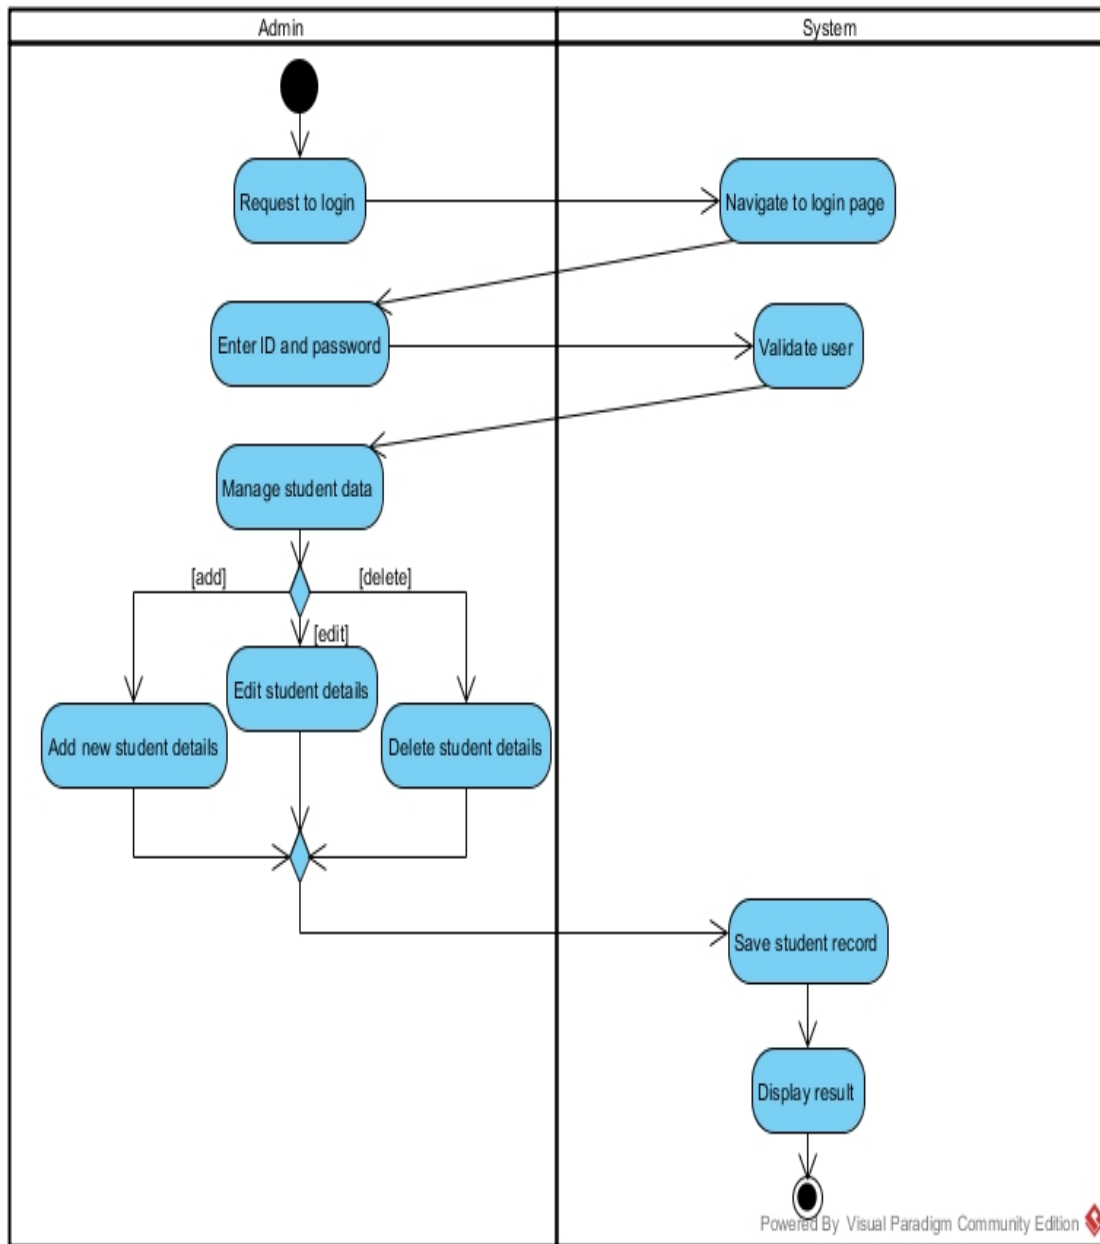 Admin
System
Request to login
Navigate to login page
Enter ID and password
Validate user
Manage student data
[add]
[delete]
[edit]
Edit student details
Add new student details
Delete student details
Save student record
Display result
Powered By Visual Paradigm Community Edition